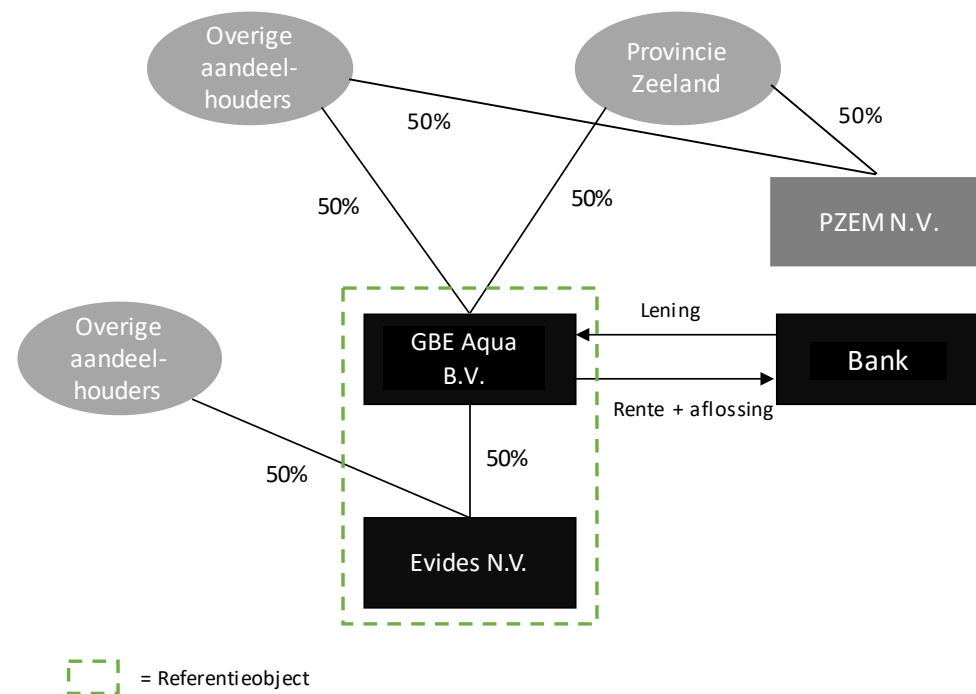 Overige
aandeel-
houders
Provincie
Zeeland
50%
50%
50%
50%
PZEM N.V.
Overige
aandeel-
houders
GBE Aqua
B.V.
Lening
Bank
Rente + aflossing
50%
50%
Evides N.V.
= Referentieobject